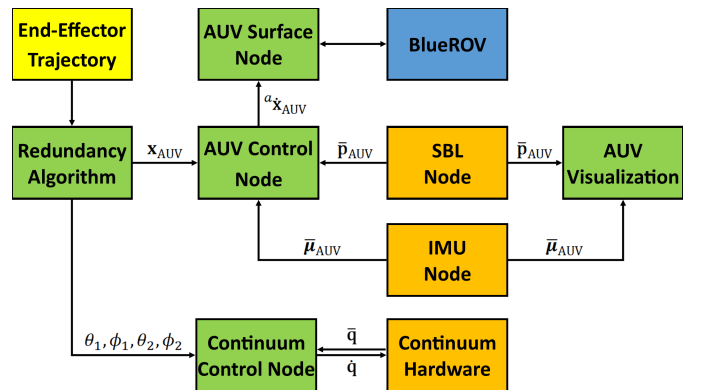 End-Effector
Trajectory
AUV Surface
Node
BlueROV
ᵃẋ_AUV
Redundancy
Algorithm
x_AUV
AUV Control
Node
p̅_AUV
SBL
Node
p̅_AUV
AUV
Visualization
μ̅_AUV
IMU
Node
μ̅_AUV
θ₁, ϕ₁, θ₂, ϕ₂
Continuum
Control Node
q̅
q̇
Continuum
Hardware